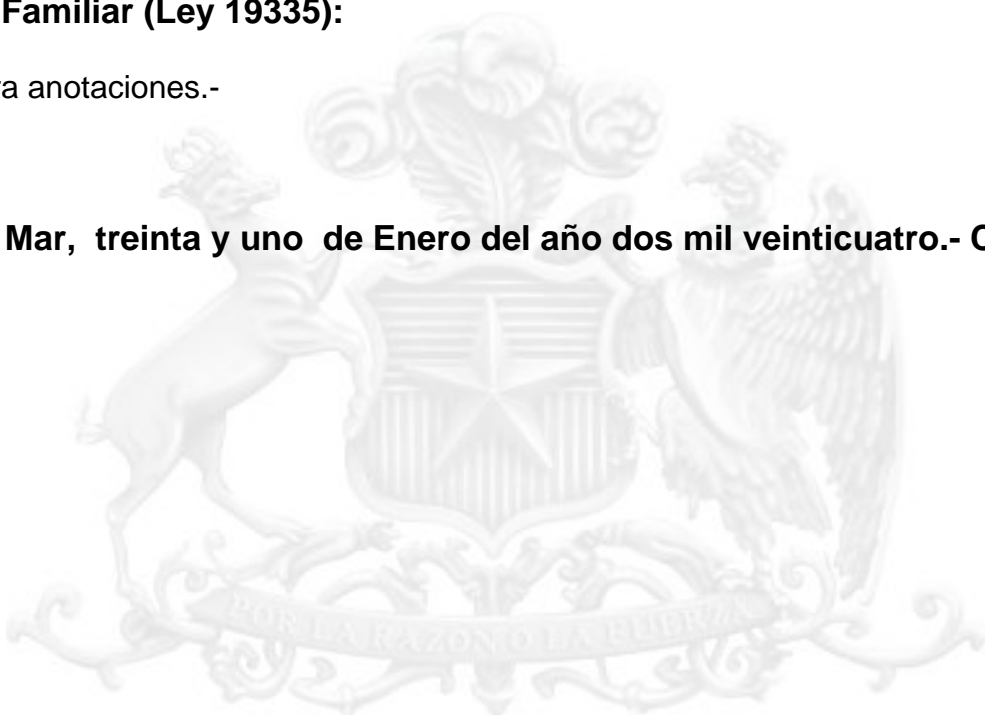 Familiar (Ley 19335):
ra anotaciones.-
Mar, treinta y uno de Enero del año dos mil veinticuatro.- C
POR LA RAZON O LA FUERZA